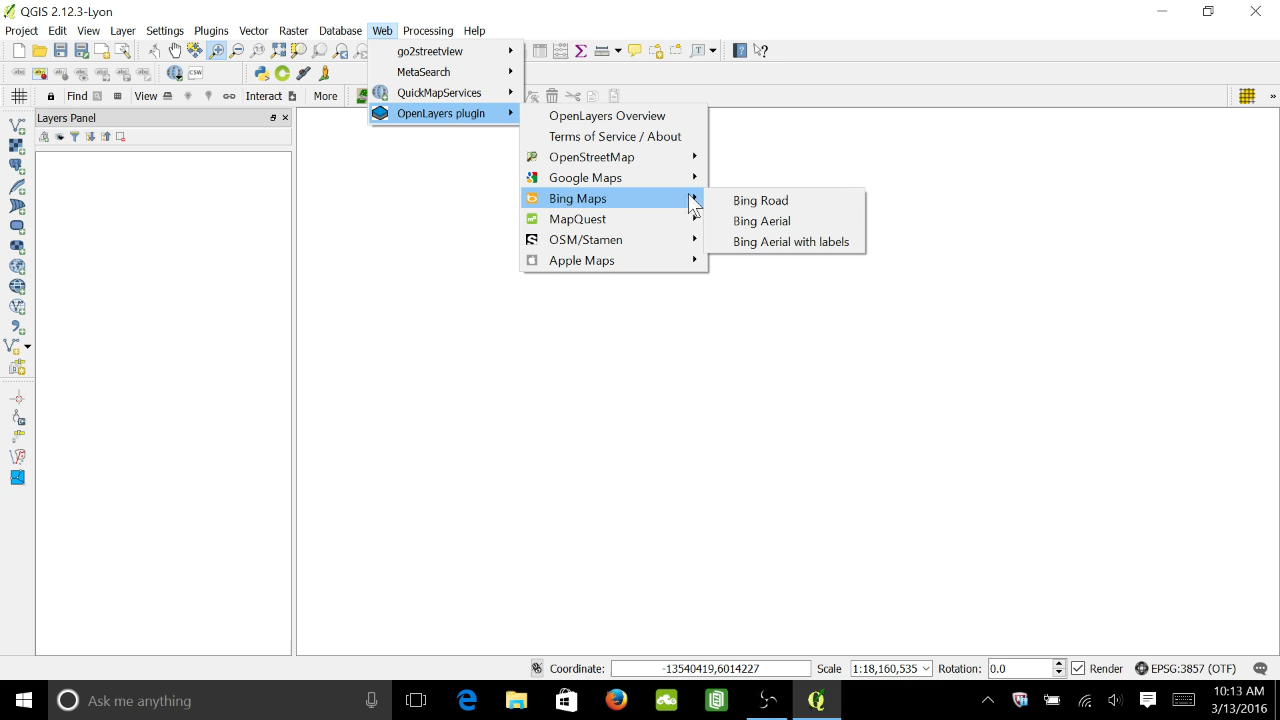 QGIS 2.12.3-Lyon
Project Edit View Layer Settings Plugins Vector Raster Database Web Processing Help
go2streetview
MetaSearch
QuickMapServices
OpenLayers plugin
CSW
Find View Interact More
Layers Panel
OpenLayers Overview
Terms of Service / About
OpenStreetMap
Google Maps
Bing Maps
MapQuest
OSM/Stamen
Apple Maps
Bing Road
Bing Aerial
Bing Aerial with labels
Coordinate: -13540419,6014227 Scale 1:18,160,535 Rotation: 0.0 Render EPSG:3857 (OTF)
Ask me anything
10:13 AM
3/13/2016